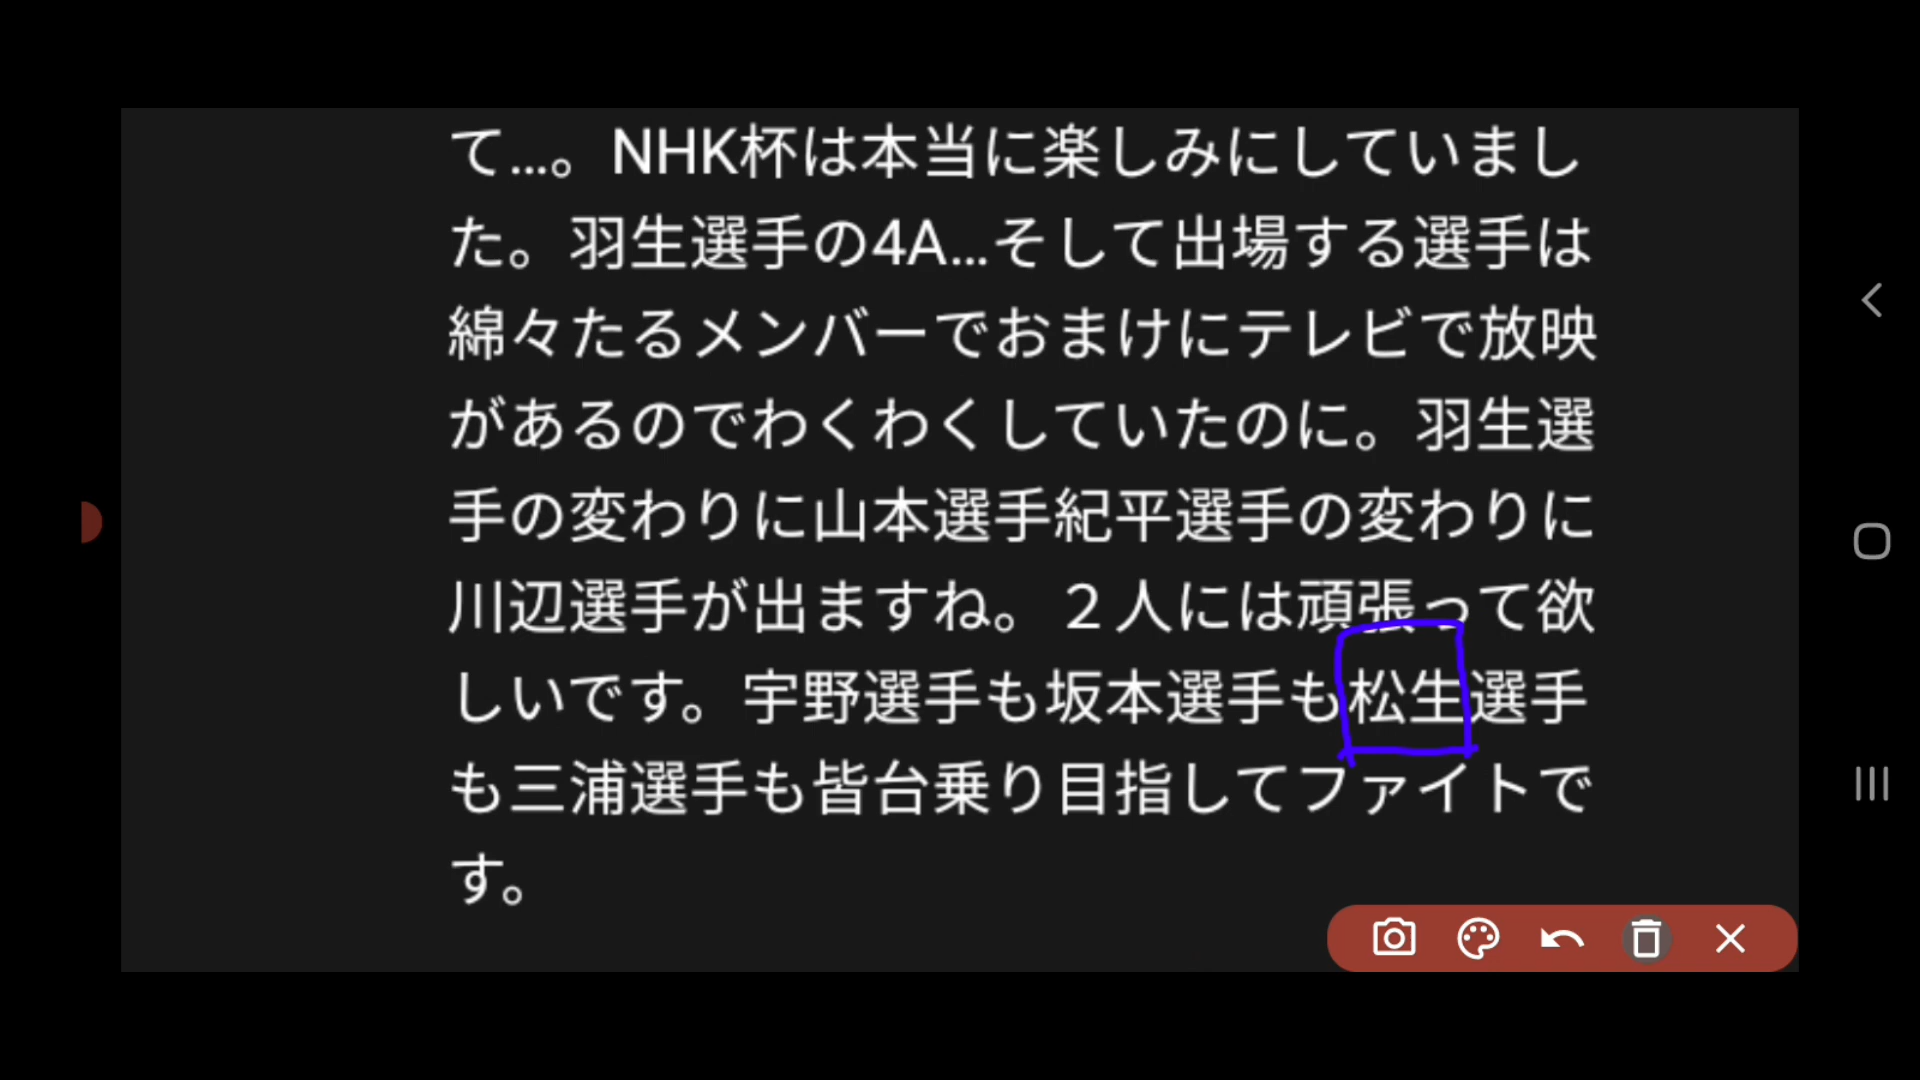 て…。NHK杯は本当に楽しみにしていまし
た。羽生選手の4A…そして出場する選手は
綿々たるメンバーでおまけにテレビで放映
があるのでわくわくしていたのに。羽生選
手の変わりに山本選手紀平選手の変わりに
川辺選手が出ますね。２人には頑張って欲
しいです。宇野選手も坂本選手も松生選手
も三浦選手も皆台乗り目指してファイトで
す。